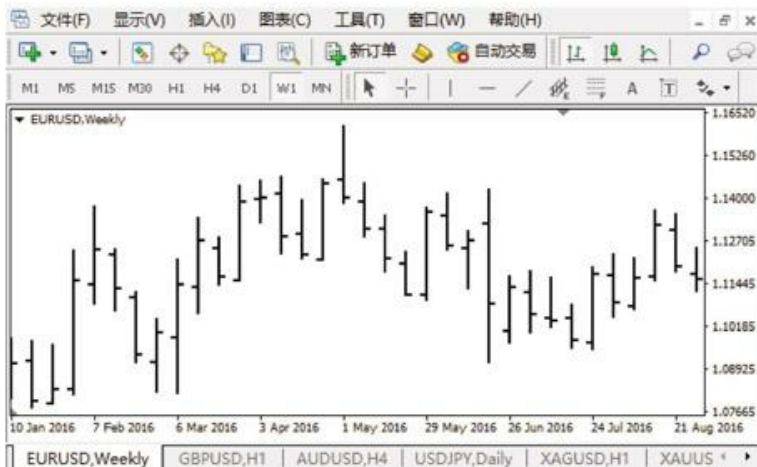 文件(F) 显示(V) 插入(I) 图表(C) 工具(T) 窗口(W) 帮助(H)
新订单 自动交易
M1 M5 M15 M30 H1 H4 D1 W1 MN A T
EURUSD,Weekly
1.16520
1.15260
1.14000
1.12705
1.11445
1.10185
1.08925
1.07665
10 Jan 2016 7 Feb 2016 6 Mar 2016 3 Apr 2016 1 May 2016 29 May 2016 26 Jun 2016 24 Jul 2016 21 Aug 2016
EURUSD,Weekly GBPUSD,H1 AUDUSD,H4 USDJPY,Daily XAGUSD,H1 XAUUS